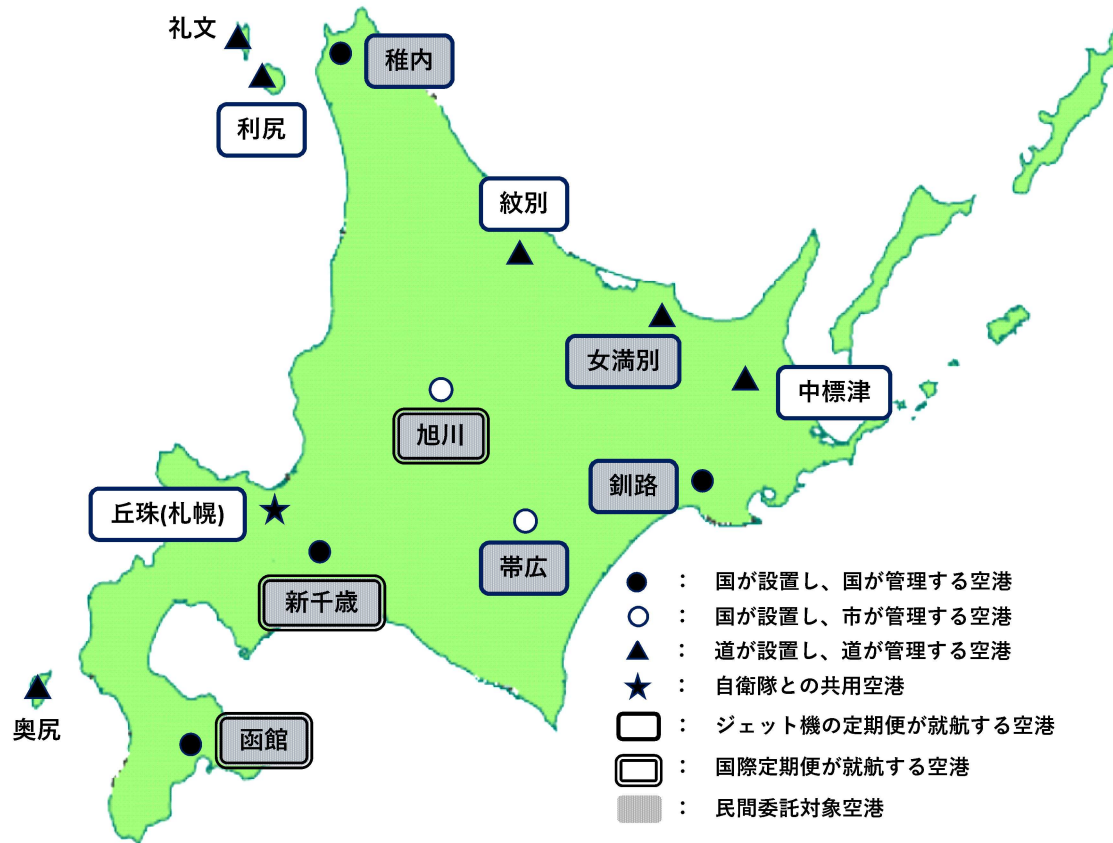 礼文
稚内
利尻
紋別
女満別
中標津
旭川
釧路
丘珠(札幌)
帯広
新千歳
奥尻
函館
： 国が設置し、国が管理する空港
： 国が設置し、市が管理する空港
： 道が設置し、道が管理する空港
： 自衛隊との共用空港
： ジェット機の定期便が就航する空港
： 国際定期便が就航する空港
： 民間委託対象空港